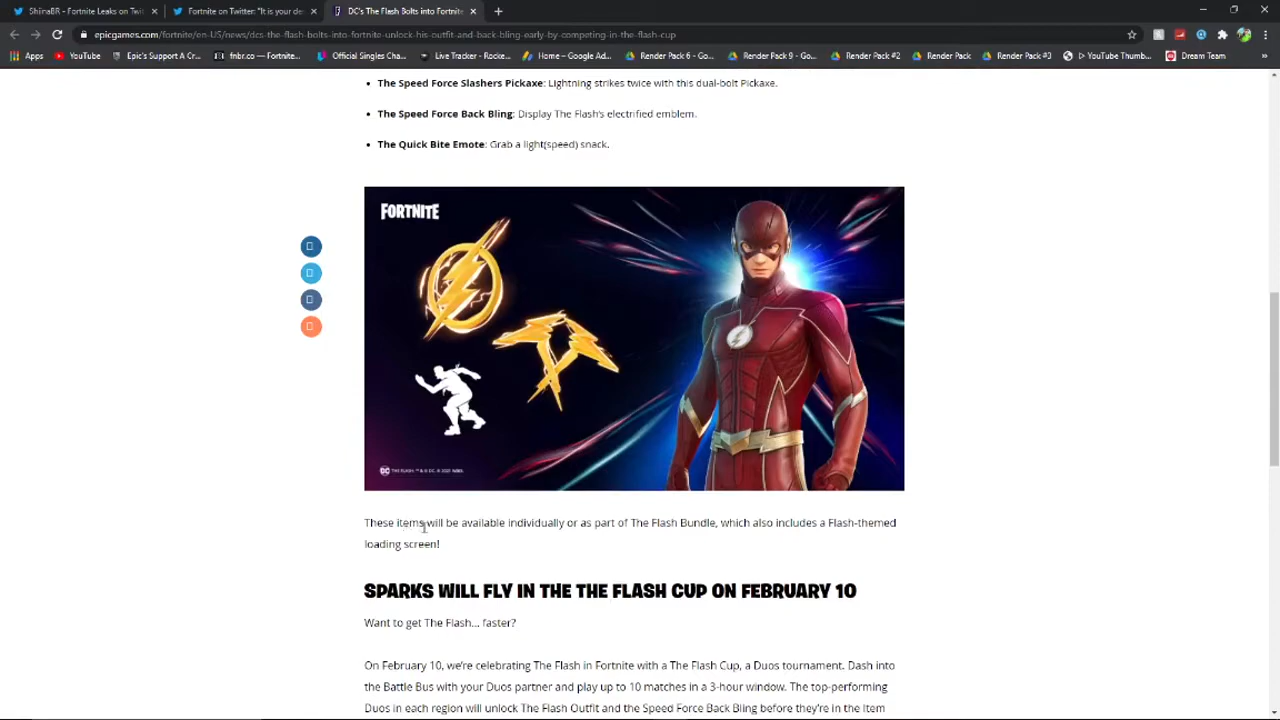 ShiinaBR - Fortnite Leaks on Twit
Fortnite on Twitter: "It is your de
DC's The Flash Bolts into Fortnite
epicgames.com/fortnite/en-US/news/dcs-the-flash-bolts-into-fortnite-unlock-his-outfit-and-back-bling-early-by-competing-in-the-flash-cup
Apps YouTube Epic's Support A Cr... fnbr.co — Fortnite... Official Singles Cha... Live Tracker - Rocke... Render Pack 6 - Go... Render Pack 9 - Go... Render Pack #2 Render Pack Render Pack #3 ▷ YouTube Thumb... Dream Team »
• The Speed Force Slashers Pickaxe: Lightning strikes twice with this dual-bolt Pickaxe.
• The Speed Force Back Bling: Display The Flash's electrified emblem.
• The Quick Bite Emote: Grab a light(speed) snack.
FORTNITE
DC THE FLASH: ™ & © DC.
These items will be available individually or as part of The Flash Bundle, which also includes a Flash-themed
loading screen!
SPARKS WILL FLY IN THE THE FLASH CUP ON FEBRUARY 10
Want to get The Flash... faster?
On February 10, we're celebrating The Flash in Fortnite with a The Flash Cup, a Duos tournament. Dash into
the Battle Bus with your Duos partner and play up to 10 matches in a 3-hour window. The top-performing
Duos in each region will unlock The Flash Outfit and the Speed Force Back Bling before they're in the Item